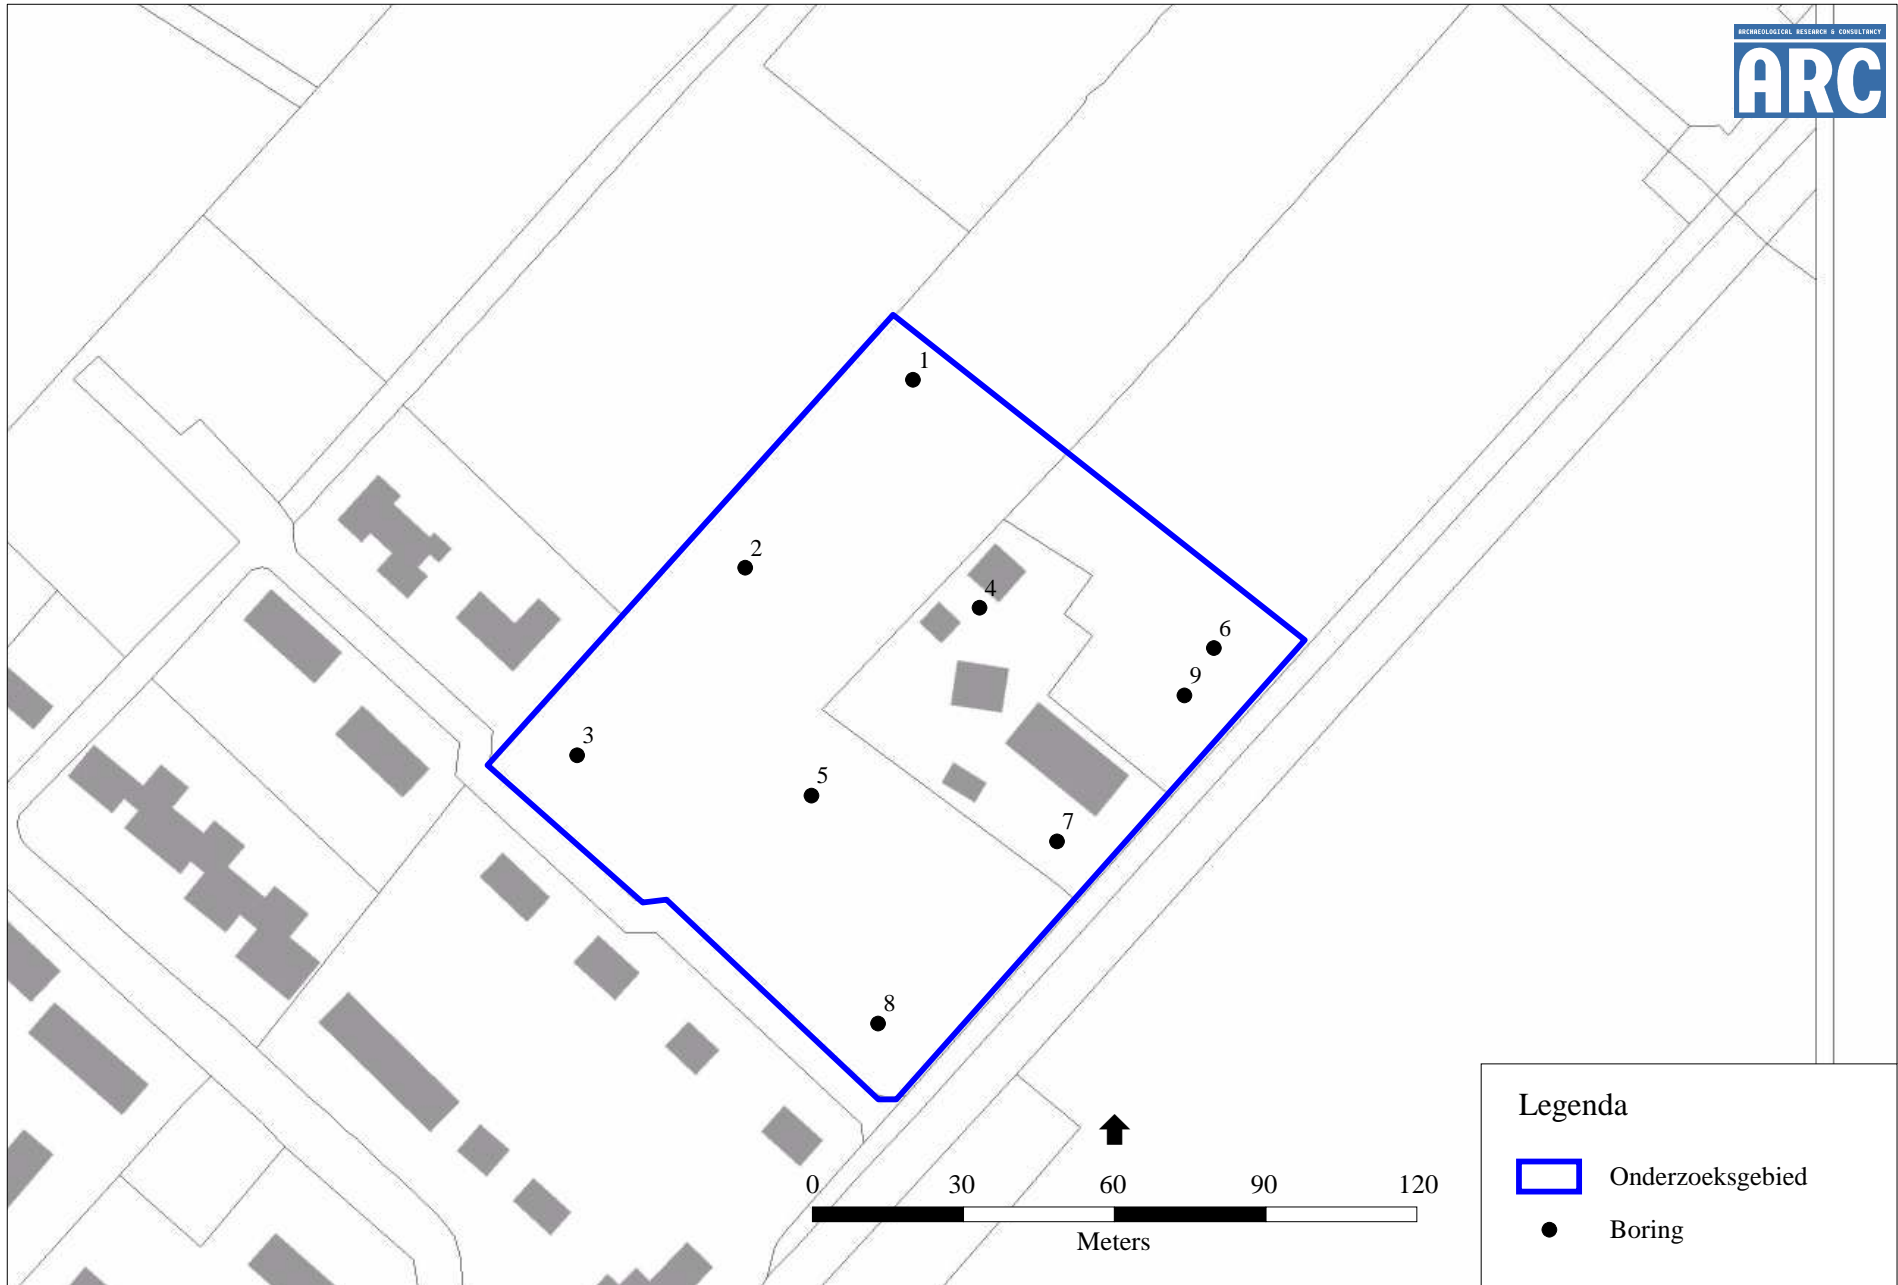 ARCHAEOLOGICAL RESEARCH & CONSULTANCY
ARC
1
2
4
6
9
3
5
7
8
0 30 60 90 120
Meters
Legenda
Onderzoeksgebied
Boring